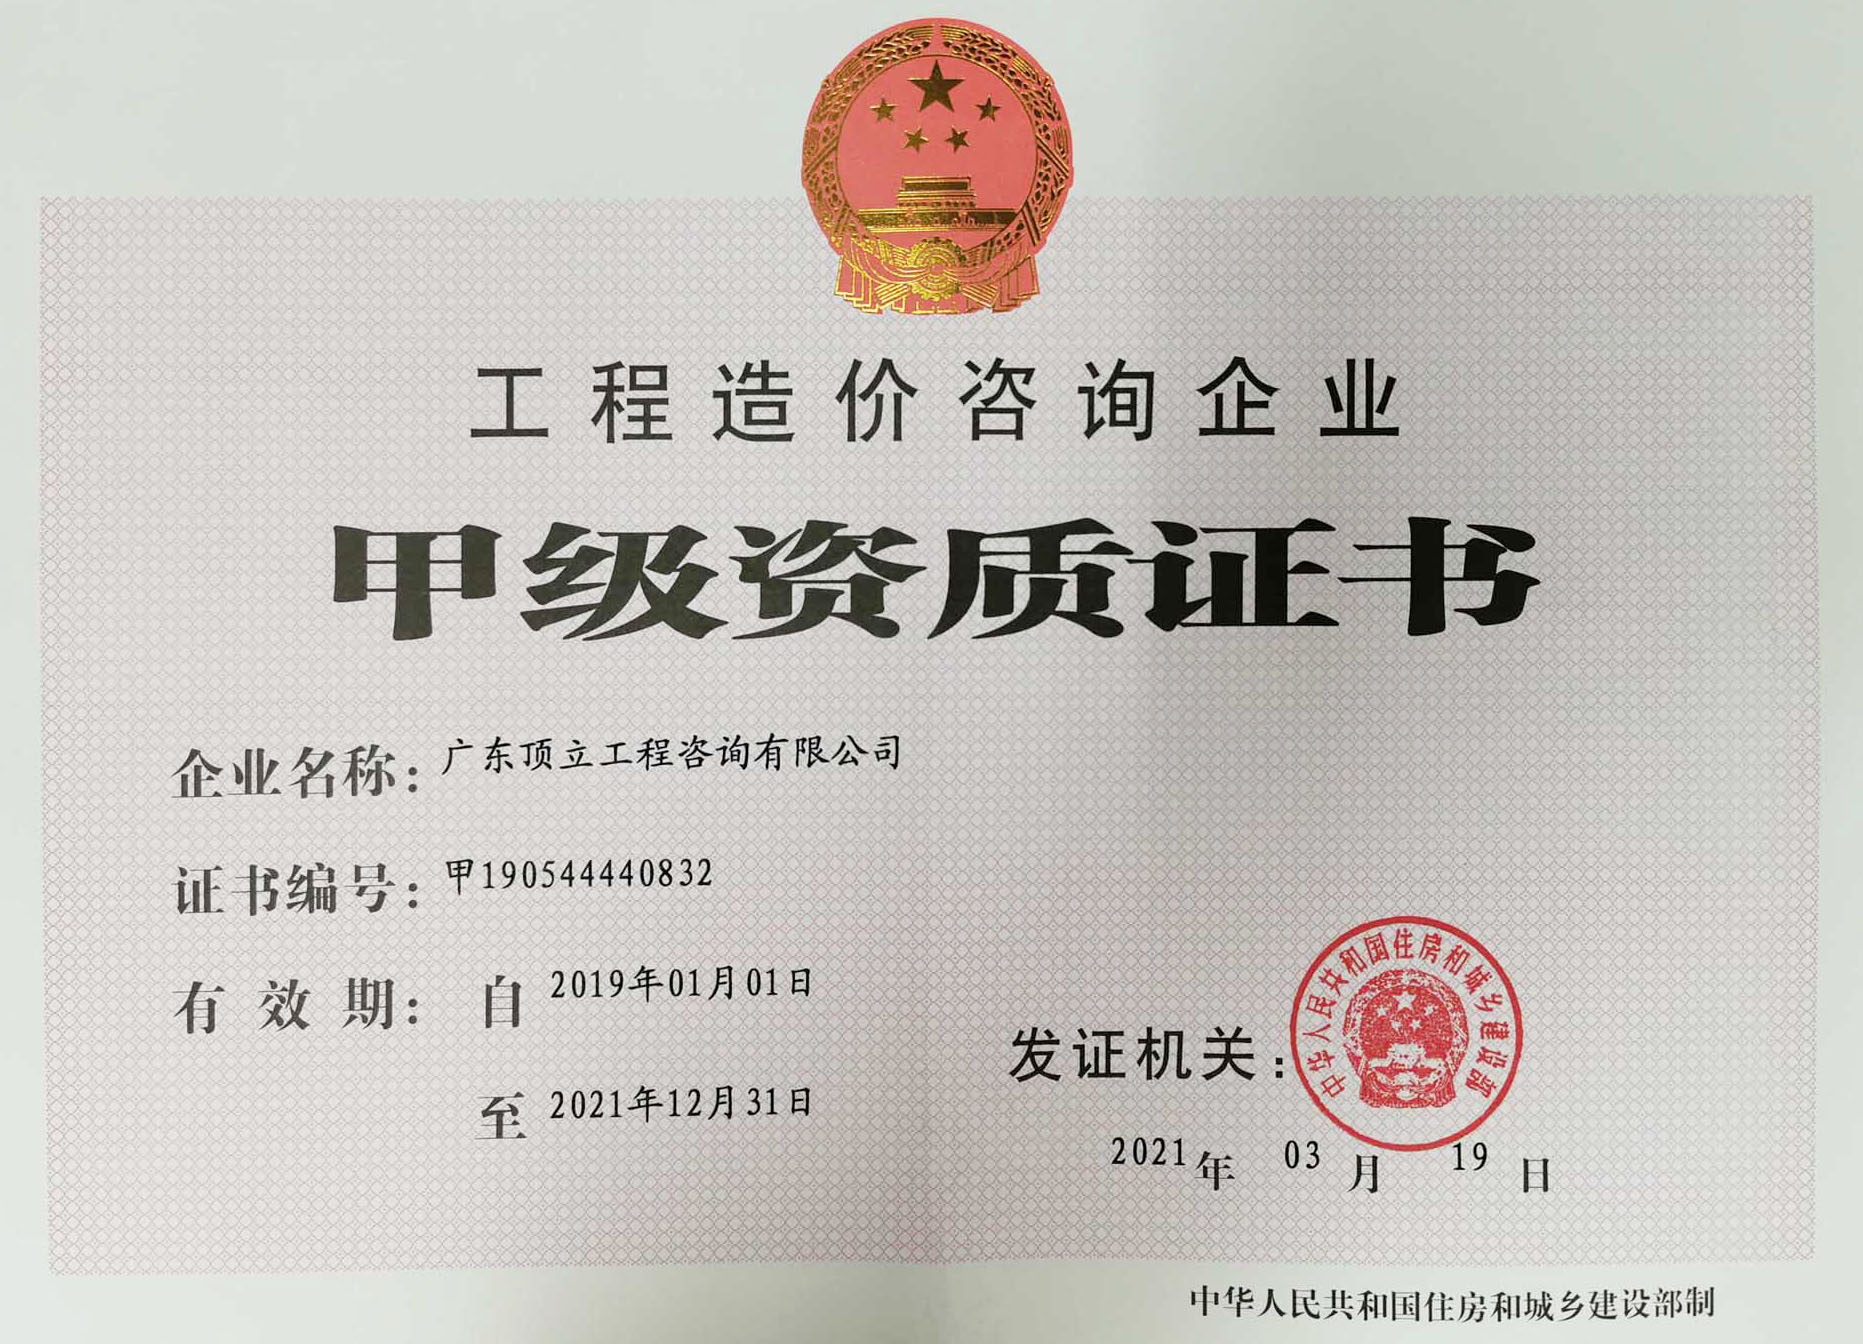 工程造价咨询企业
甲级资质证书
企业名称：广东顶立工程咨询有限公司
证书编号：甲190544440832
有效期：自2019年01月01日
至2021年12月31日
发证机关：
中华人民共和国住房和城乡建设部
2021年03月19日
中华人民共和国住房和城乡建设部制